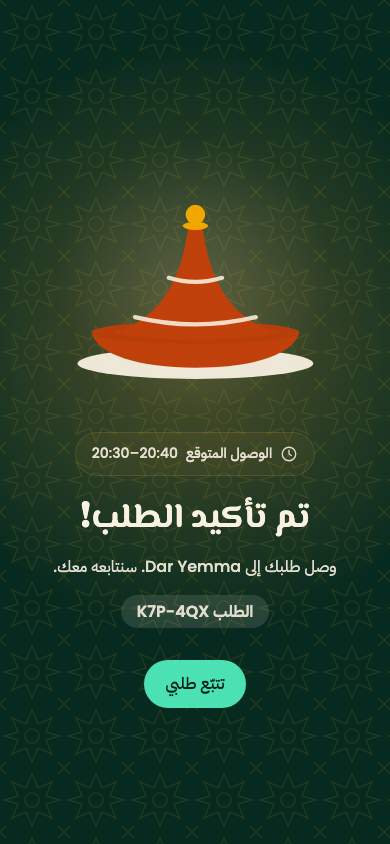 الوصول المتوقع 20:30–20:40
تم تأكيد الطلب!
وصل طلبك إلى Dar Yemma. سنتابعه معك.
الطلب K7P-4QX
تتبّع طلبي